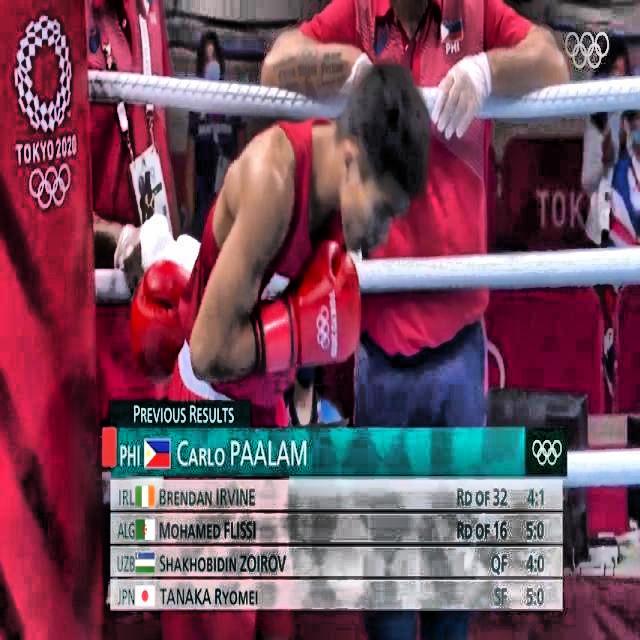 TOKYO 2020
PHI
TOK
PREVIOUS RESULTS
PHI CARLO PAALAM
IRL BRENDAN IRVINE RD OF 32 4:1
ALG MOHAMED FLISSI RD OF 16 5:0
UZB SHAKHOBIDIN ZOIROV QF 4:0
JPN TANAKA RYOMEI SF 5:0